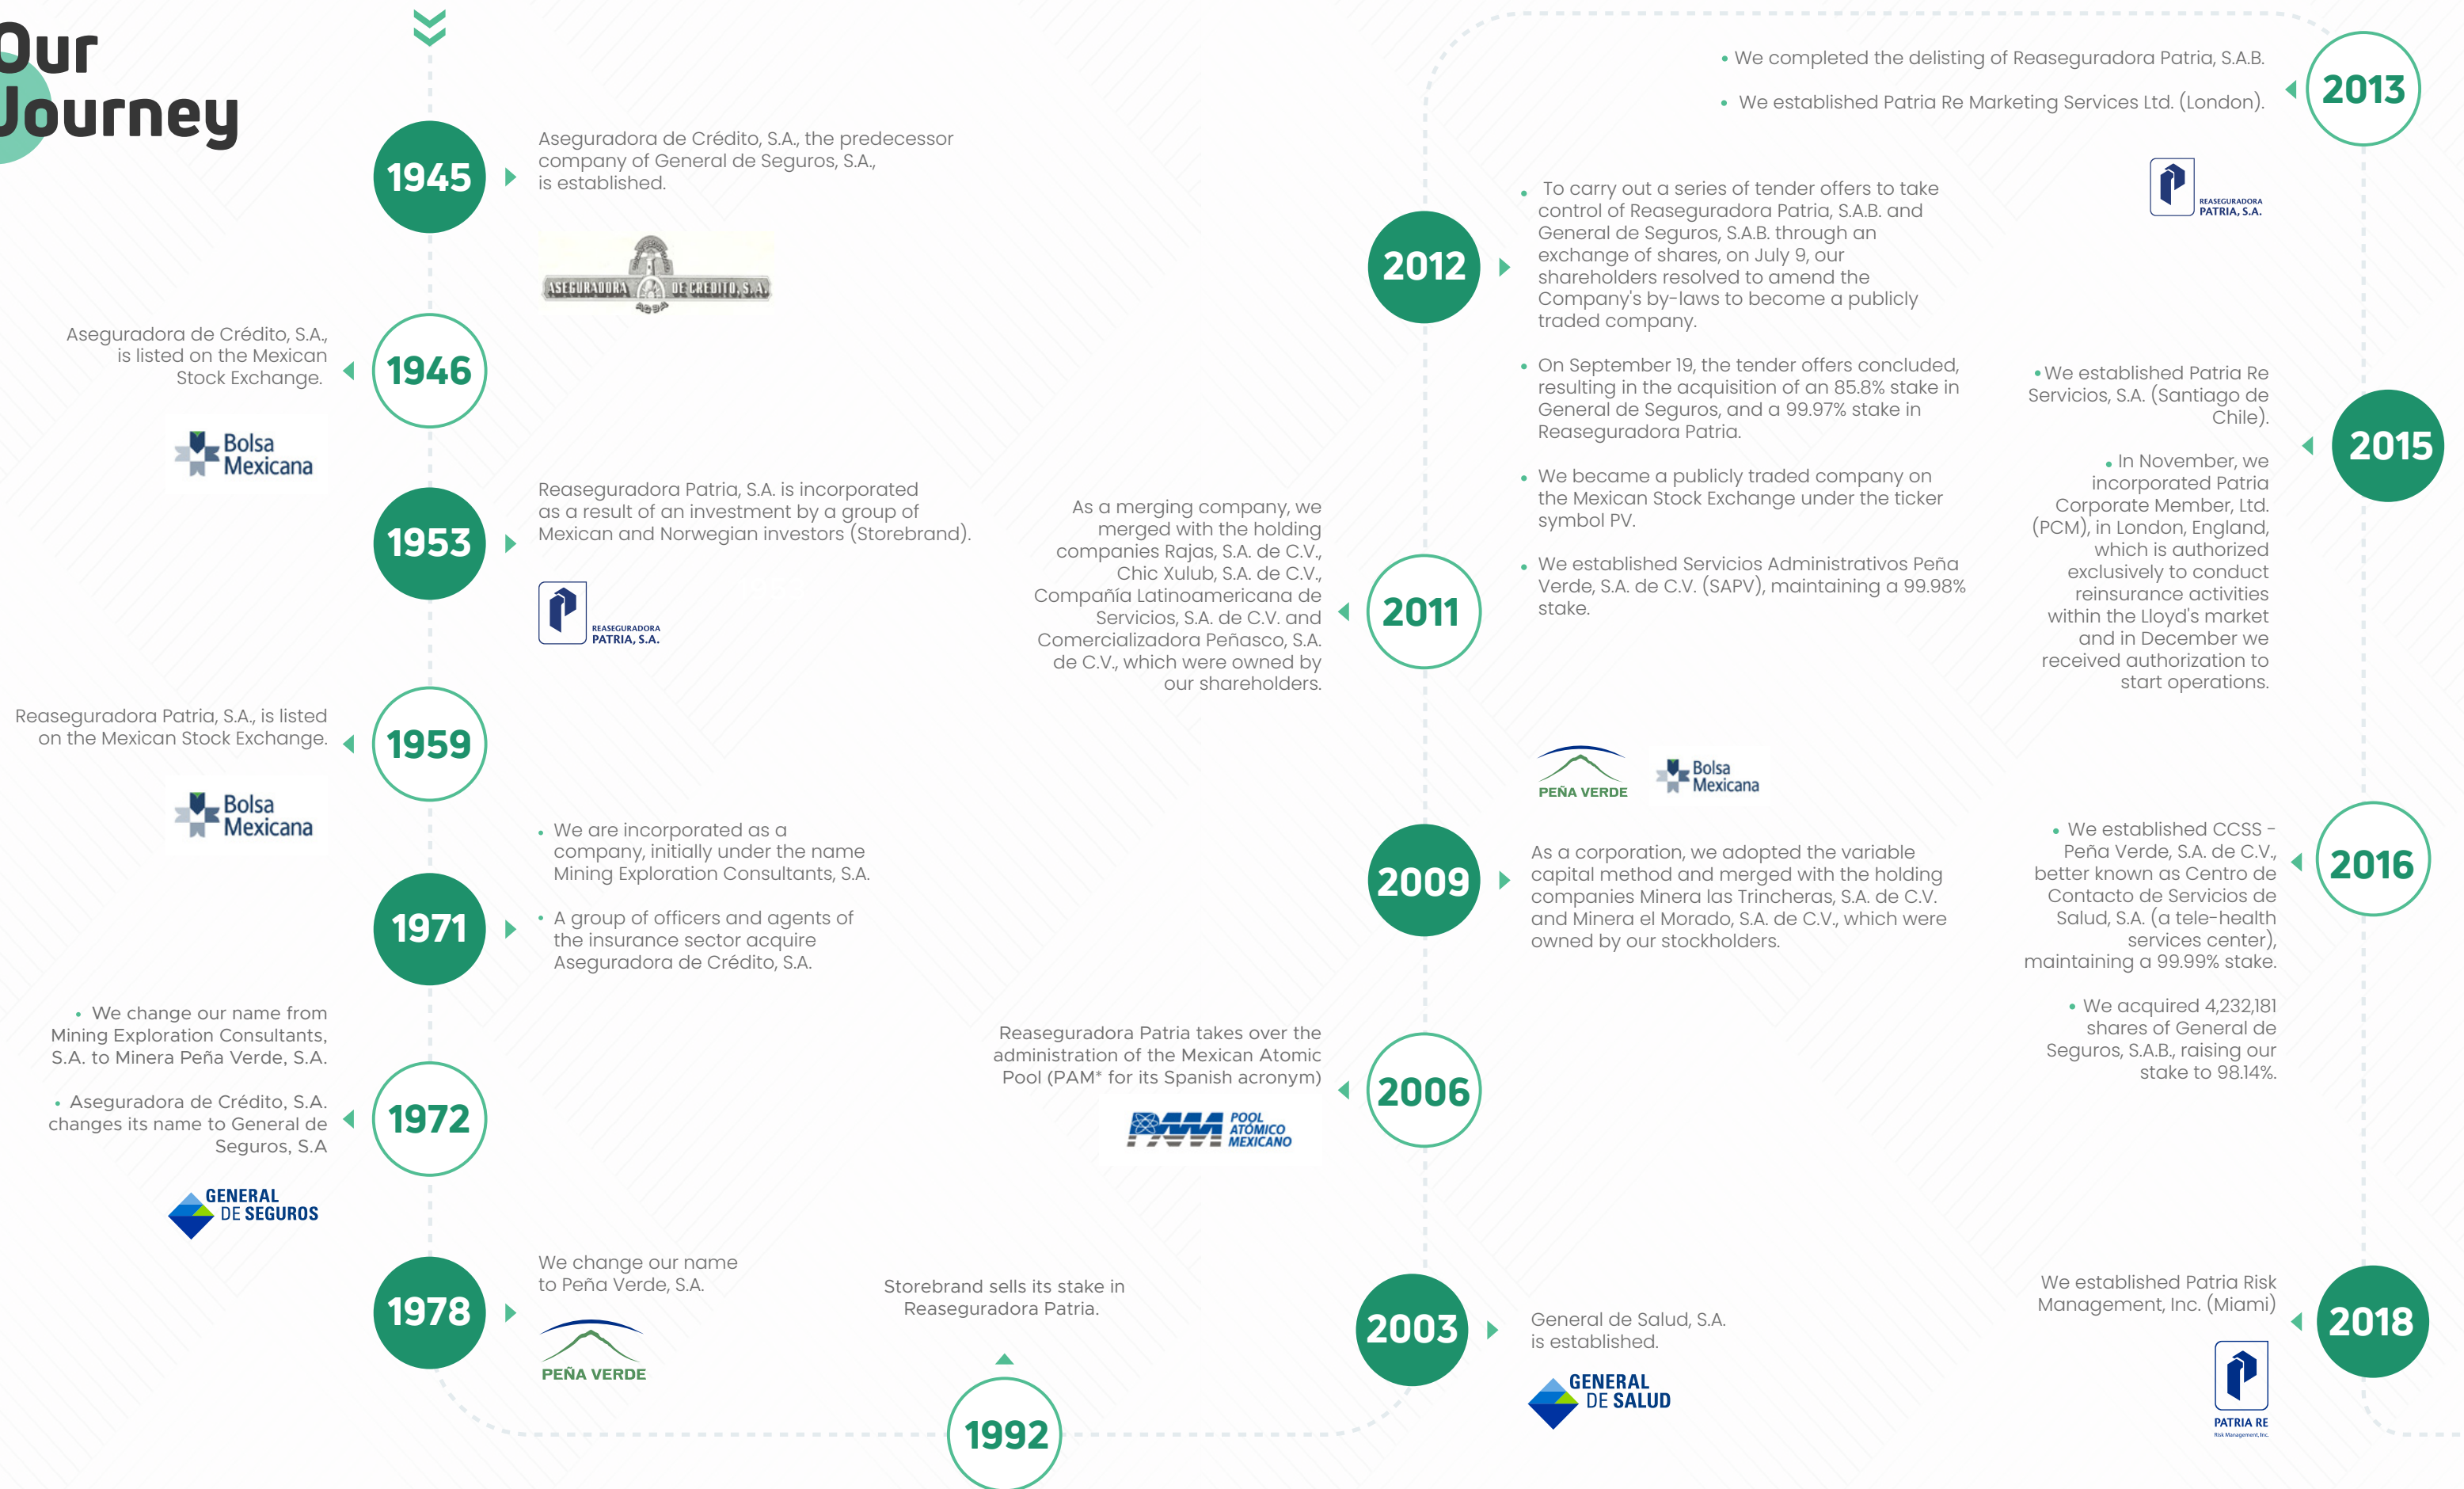 Our
Journey
1945
Aseguradora de Crédito, S.A., the predecessor
company of General de Seguros, S.A.,
is established.
ASEGURADORA DE CREDITO, S.A.
1946
Aseguradora de Crédito, S.A.,
is listed on the Mexican
Stock Exchange.
Bolsa
Mexicana
1953
Reaseguradora Patria, S.A. is incorporated
as a result of an investment by a group of
Mexican and Norwegian investors (Storebrand).
REASEGURADORA
PATRIA, S.A.
1959
Reaseguradora Patria, S.A., is listed
on the Mexican Stock Exchange.
Bolsa
Mexicana
1971
• We are incorporated as a
company, initially under the name
Mining Exploration Consultants, S.A.
• A group of officers and agents of
the insurance sector acquire
Aseguradora de Crédito, S.A.
1972
• We change our name from
Mining Exploration Consultants,
S.A. to Minera Peña Verde, S.A.
• Aseguradora de Crédito, S.A.
changes its name to General de
Seguros, S.A
GENERAL
DE SEGUROS
1978
We change our name
to Peña Verde, S.A.
PEÑA VERDE
1992
Storebrand sells its stake in
Reaseguradora Patria.
2003
General de Salud, S.A.
is established.
GENERAL
DE SALUD
2006
Reaseguradora Patria takes over the
administration of the Mexican Atomic
Pool (PAM* for its Spanish acronym)
PAM
POOL
ATÓMICO
MEXICANO
2009
As a corporation, we adopted the variable
capital method and merged with the holding
companies Minera las Trincheras, S.A. de C.V.
and Minera el Morado, S.A. de C.V., which were
owned by our stockholders.
2011
As a merging company, we
merged with the holding
companies Rajas, S.A. de C.V.,
Chic Xulub, S.A. de C.V.,
Compañía Latinoamericana de
Servicios, S.A. de C.V. and
Comercializadora Peñasco, S.A.
de C.V., which were owned by
our shareholders.
2012
• To carry out a series of tender offers to take
control of Reaseguradora Patria, S.A.B. and
General de Seguros, S.A.B. through an
exchange of shares, on July 9, our
shareholders resolved to amend the
Company's by-laws to become a publicly
traded company.
• On September 19, the tender offers concluded,
resulting in the acquisition of an 85.8% stake in
General de Seguros, and a 99.97% stake in
Reaseguradora Patria.
• We became a publicly traded company on
the Mexican Stock Exchange under the ticker
symbol PV.
• We established Servicios Administrativos Peña
Verde, S.A. de C.V. (SAPV), maintaining a 99.98%
stake.
PEÑA VERDE
Bolsa
Mexicana
2013
• We completed the delisting of Reaseguradora Patria, S.A.B.
• We established Patria Re Marketing Services Ltd. (London).
REASEGURADORA
PATRIA, S.A.
2015
• We established Patria Re
Servicios, S.A. (Santiago de
Chile).
• In November, we
incorporated Patria
Corporate Member, Ltd.
(PCM), in London, England,
which is authorized
exclusively to conduct
reinsurance activities
within the Lloyd's market
and in December we
received authorization to
start operations.
2016
• We established CCSS -
Peña Verde, S.A. de C.V.,
better known as Centro de
Contacto de Servicios de
Salud, S.A. (a tele-health
services center),
maintaining a 99.99% stake.
• We acquired 4,232,181
shares of General de
Seguros, S.A.B., raising our
stake to 98.14%.
2018
We established Patria Risk
Management, Inc. (Miami)
PATRIA RE
Risk Management, Inc.